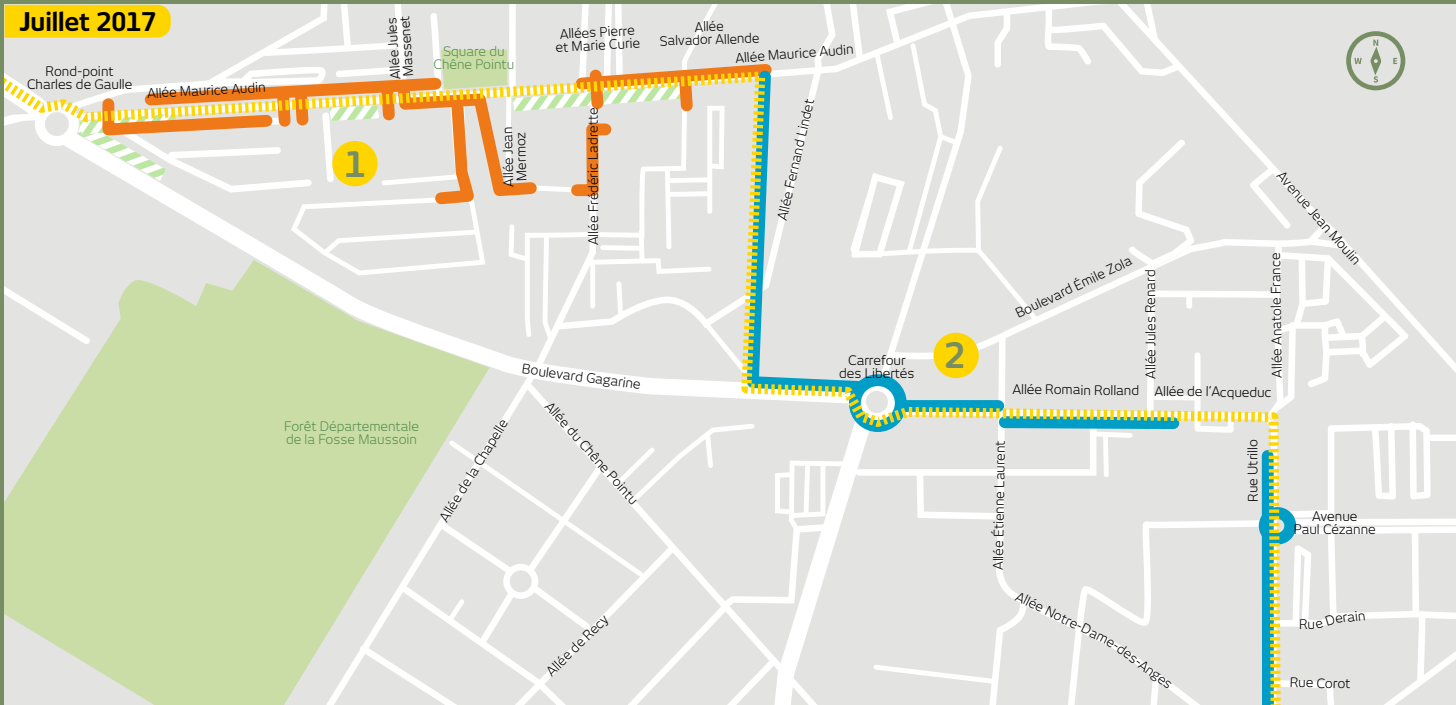 Juillet 2017
Rond-point
Charles de Gaulle
Allée Maurice Audin
Allée Jules
Massenet
Square du
Chêne Pointu
Allées Pierre
et Marie Curie
Allée
Salvador Allende
Allée Maurice Audin
N
W
E
S
1
Allée Jean
Mermoz
Allée Frédéric Ladrette
Allée Fernand Lindet
Avenue Jean Moulin
Boulevard Émile Zola
Allée Jules Renard
Allée Anatole France
2
Carrefour
des Libertés
Boulevard Gagarine
Allée Romain Rolland
Allée de l'Acqueduc
Forêt Départementale
de la Fosse Maussoin
Allée de la Chapelle
Allée du Chêne Pointu
Allée Étienne Laurent
Rue Utrillo
Avenue
Paul Cézanne
Allée de Recy
Allée Notre-Dame-des-Anges
Rue Derain
Rue Corot